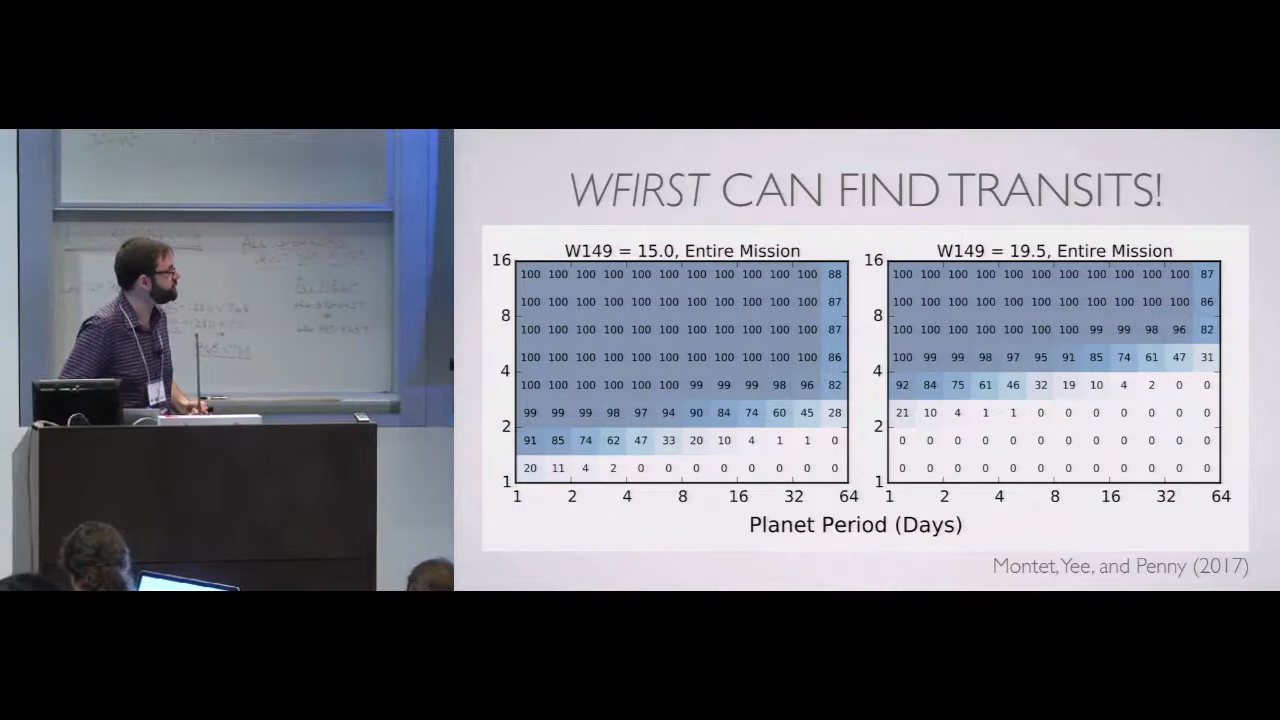 WFIRST CAN FIND TRANSITS!
W149 = 15.0, Entire Mission
16
100 100 100 100 100 100 100 100 100 100 100 88
100 100 100 100 100 100 100 100 100 100 100 87
8
100 100 100 100 100 100 100 100 100 100 100 87
100 100 100 100 100 100 100 100 100 100 100 86
4
100 100 100 100 100 100 99 99 99 98 96 82
99 99 99 98 97 94 90 84 74 60 45 28
2
91 85 74 62 47 33 20 10 4 1 1 0
20 11 4 2 0 0 0 0 0 0 0 0
1
1 2 4 8 16 32 64
W149 = 19.5, Entire Mission
16
100 100 100 100 100 100 100 100 100 100 100 87
100 100 100 100 100 100 100 100 100 100 100 86
8
100 100 100 100 100 100 100 99 99 98 96 82
100 99 99 98 97 95 91 85 74 61 47 31
4
92 84 75 61 46 32 19 10 4 2 0 0
21 10 4 1 1 0 0 0 0 0 0 0
2
0 0 0 0 0 0 0 0 0 0 0 0
0 0 0 0 0 0 0 0 0 0 0 0
1
1 2 4 8 16 32 64
Planet Period (Days)
Montet, Yee, and Penny (2017)